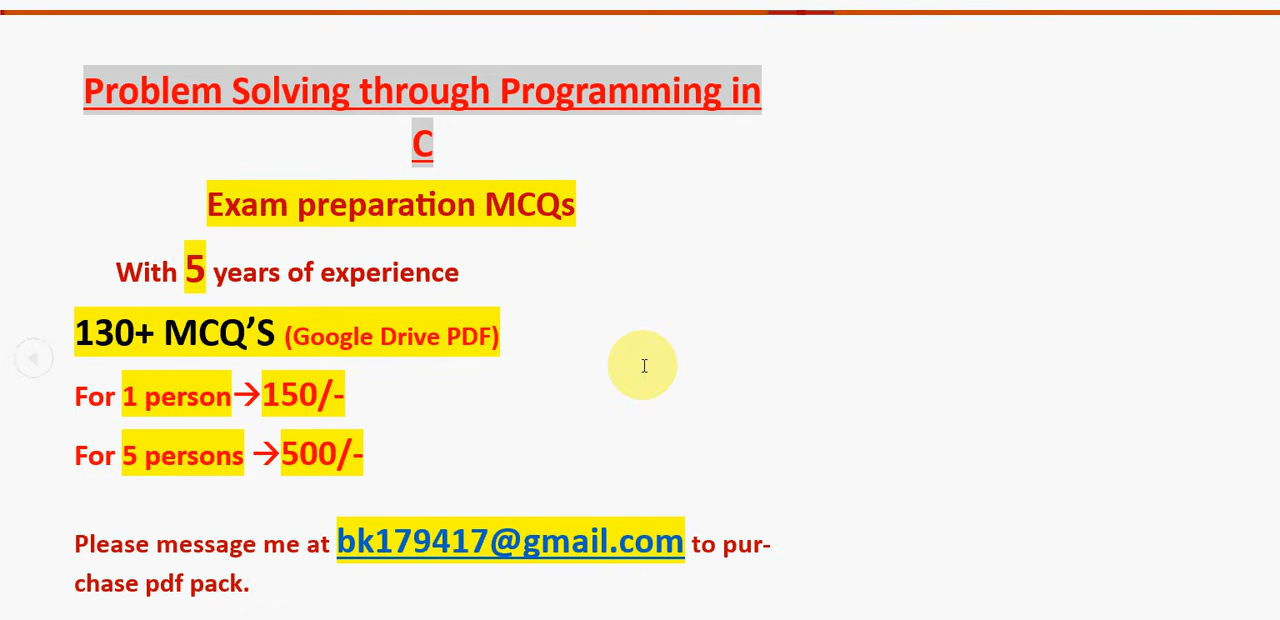 Problem Solving through Programming in
C
Exam preparation MCQs
With 5 years of experience
130+ MCQ’S (Google Drive PDF)
For 1 person→150/-
For 5 persons →500/-
Please message me at bk179417@gmail.com to pur-
chase pdf pack.